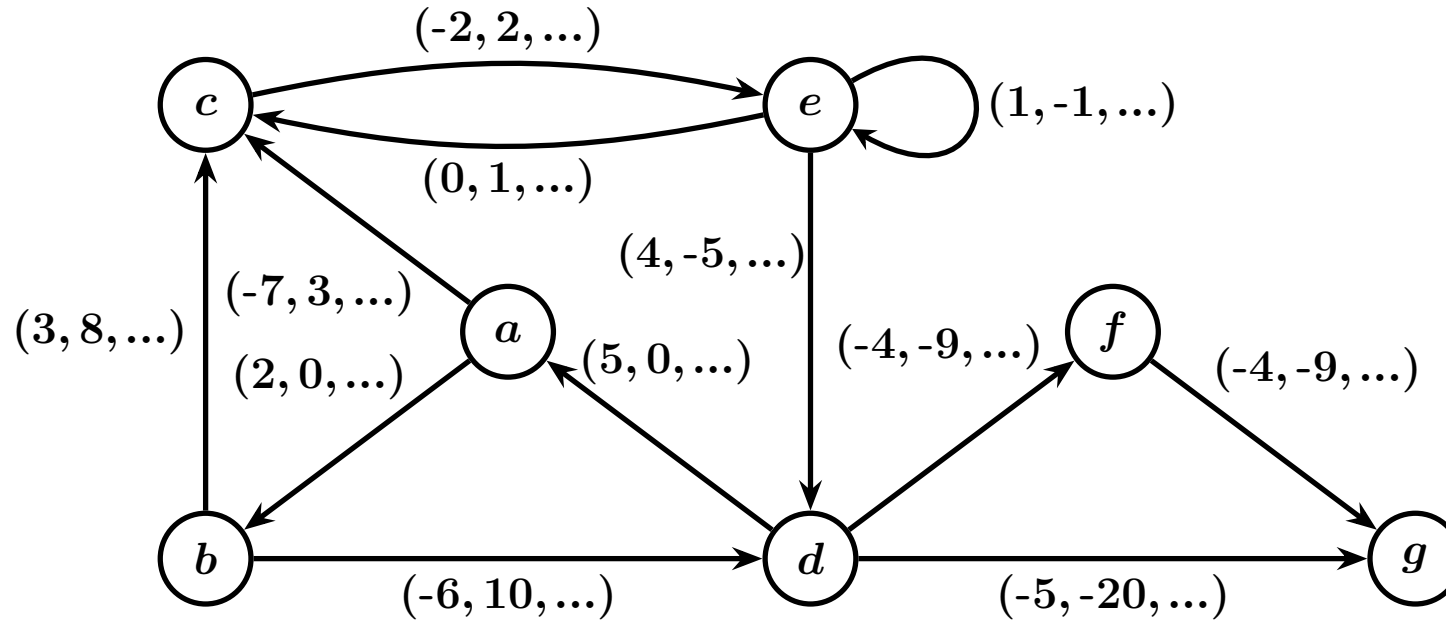 (-2, 2, ...)
c
e
(1, -1, ...)
(0, 1, ...)
(4, -5, ...)
(-7, 3, ...)
(3, 8, ...)
a
f
(2, 0, ...)
(5, 0, ...)
(-4, -9, ...)
(-4, -9, ...)
b
d
g
(-6, 10, ...)
(-5, -20, ...)